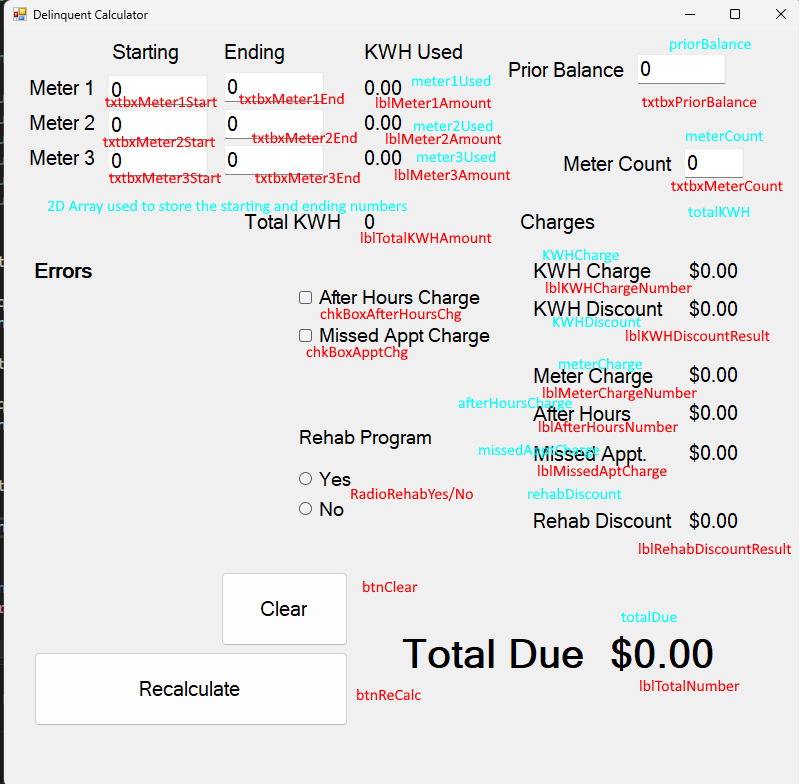 Delinquent Calculator
Starting Ending KWH Used
priorBalance
Prior Balance 0
txtbxPriorBalance
Meter 1 0 0 0.00 meter1Used
txtbxMeter1Start txtbxMeter1End lblMeter1Amount
Meter 2 0 0 0.00 meter2Used
txtbxMeter2Start txtbxMeter2End lblMeter2Amount
Meter 3 0 0 0.00 meter3Used
txtbxMeter3Start txtbxMeter3End lblMeter3Amount
meterCount
Meter Count 0
txtbxMeterCount
2D Array used to store the starting and ending numbers
totalKWH
Total KWH 0
lblTotalKWHAmount
Charges
Errors
KWHCharge
KWH Charge $0.00
lblKWHChargeNumber
After Hours Charge
chkBoxAfterHoursChg
KWH Discount $0.00
KWHDiscount
lblKWHDiscountResult
Missed Appt Charge
chkBoxApptChg
meterCharge
Meter Charge $0.00
lblMeterChargeNumber
afterHoursCharge
After Hours $0.00
lblAfterHoursNumber
Rehab Program
missedApptCharge
Missed Appt. $0.00
lblMissedAptCharge
Yes
RadioRehabYes/No
No
rehabDiscount
Rehab Discount $0.00
lblRehabDiscountResult
Clear
btnClear
totalDue
Total Due $0.00
lblTotalNumber
Recalculate
btnReCalc